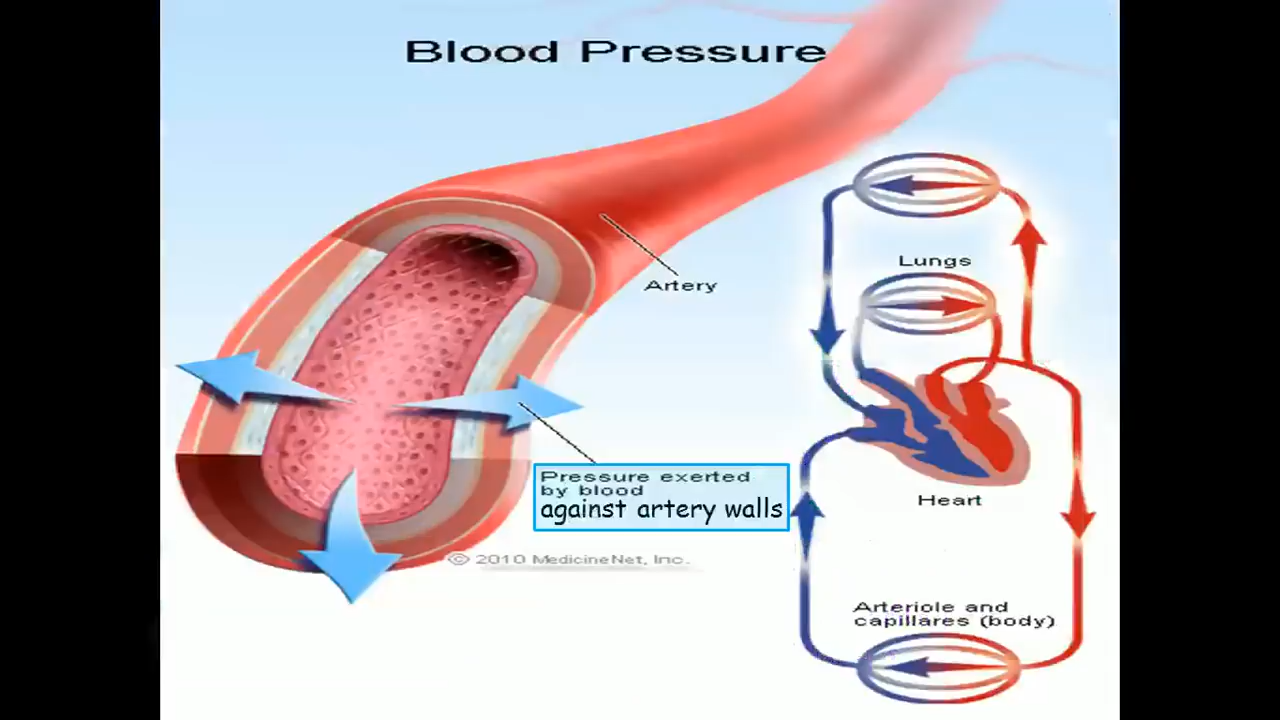 Blood Pressure
Artery
Lungs
Pressure exerted
by blood
against artery walls
Heart
© 2010 MedicineNet, Inc.
Arteriole and
capillares (body)